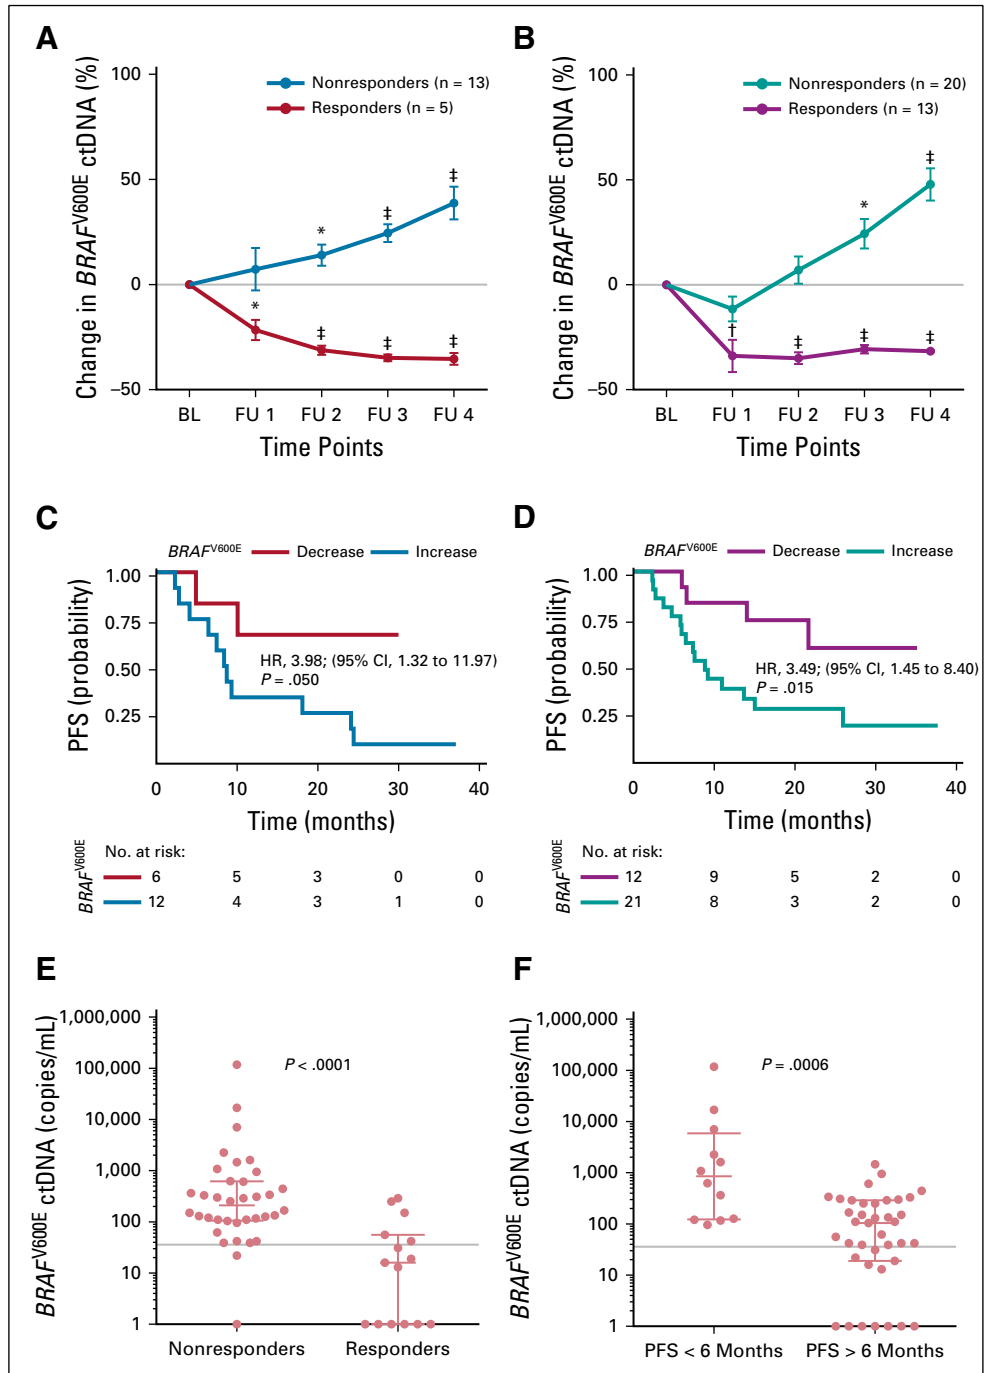 A
Change in BRAFV600E ctDNA (%)
100
50
0
−50
Nonresponders (n = 13)
Responders (n = 5)
*
‡
‡
*
‡
‡
‡
BL FU 1 FU 2 FU 3 FU 4
Time Points
B
Change in BRAFV600E ctDNA (%)
100
50
0
−50
Nonresponders (n = 20)
Responders (n = 13)
*
‡
†
‡
‡
‡
BL FU 1 FU 2 FU 3 FU 4
Time Points
C
BRAFV600E Decrease Increase
PFS (probability)
1.00
0.75
0.50
0.25
HR, 3.98; (95% CI, 1.32 to 11.97)
P = .050
0 10 20 30 40
Time (months)
BRAFV600E
No. at risk:
6 5 3 0 0
12 4 3 1 0
D
BRAFV600E Decrease Increase
PFS (probability)
1.00
0.75
0.50
0.25
HR, 3.49; (95% CI, 1.45 to 8.40)
P = .015
0 10 20 30 40
Time (months)
BRAFV600E
No. at risk:
12 9 5 2 0
21 8 3 2 0
E
BRAFV600E ctDNA (copies/mL)
1,000,000
100,000
10,000
1,000
100
10
1
P < .0001
Nonresponders Responders
F
BRAFV600E ctDNA (copies/mL)
1,000,000
100,000
10,000
1,000
100
10
1
P = .0006
PFS < 6 Months PFS > 6 Months